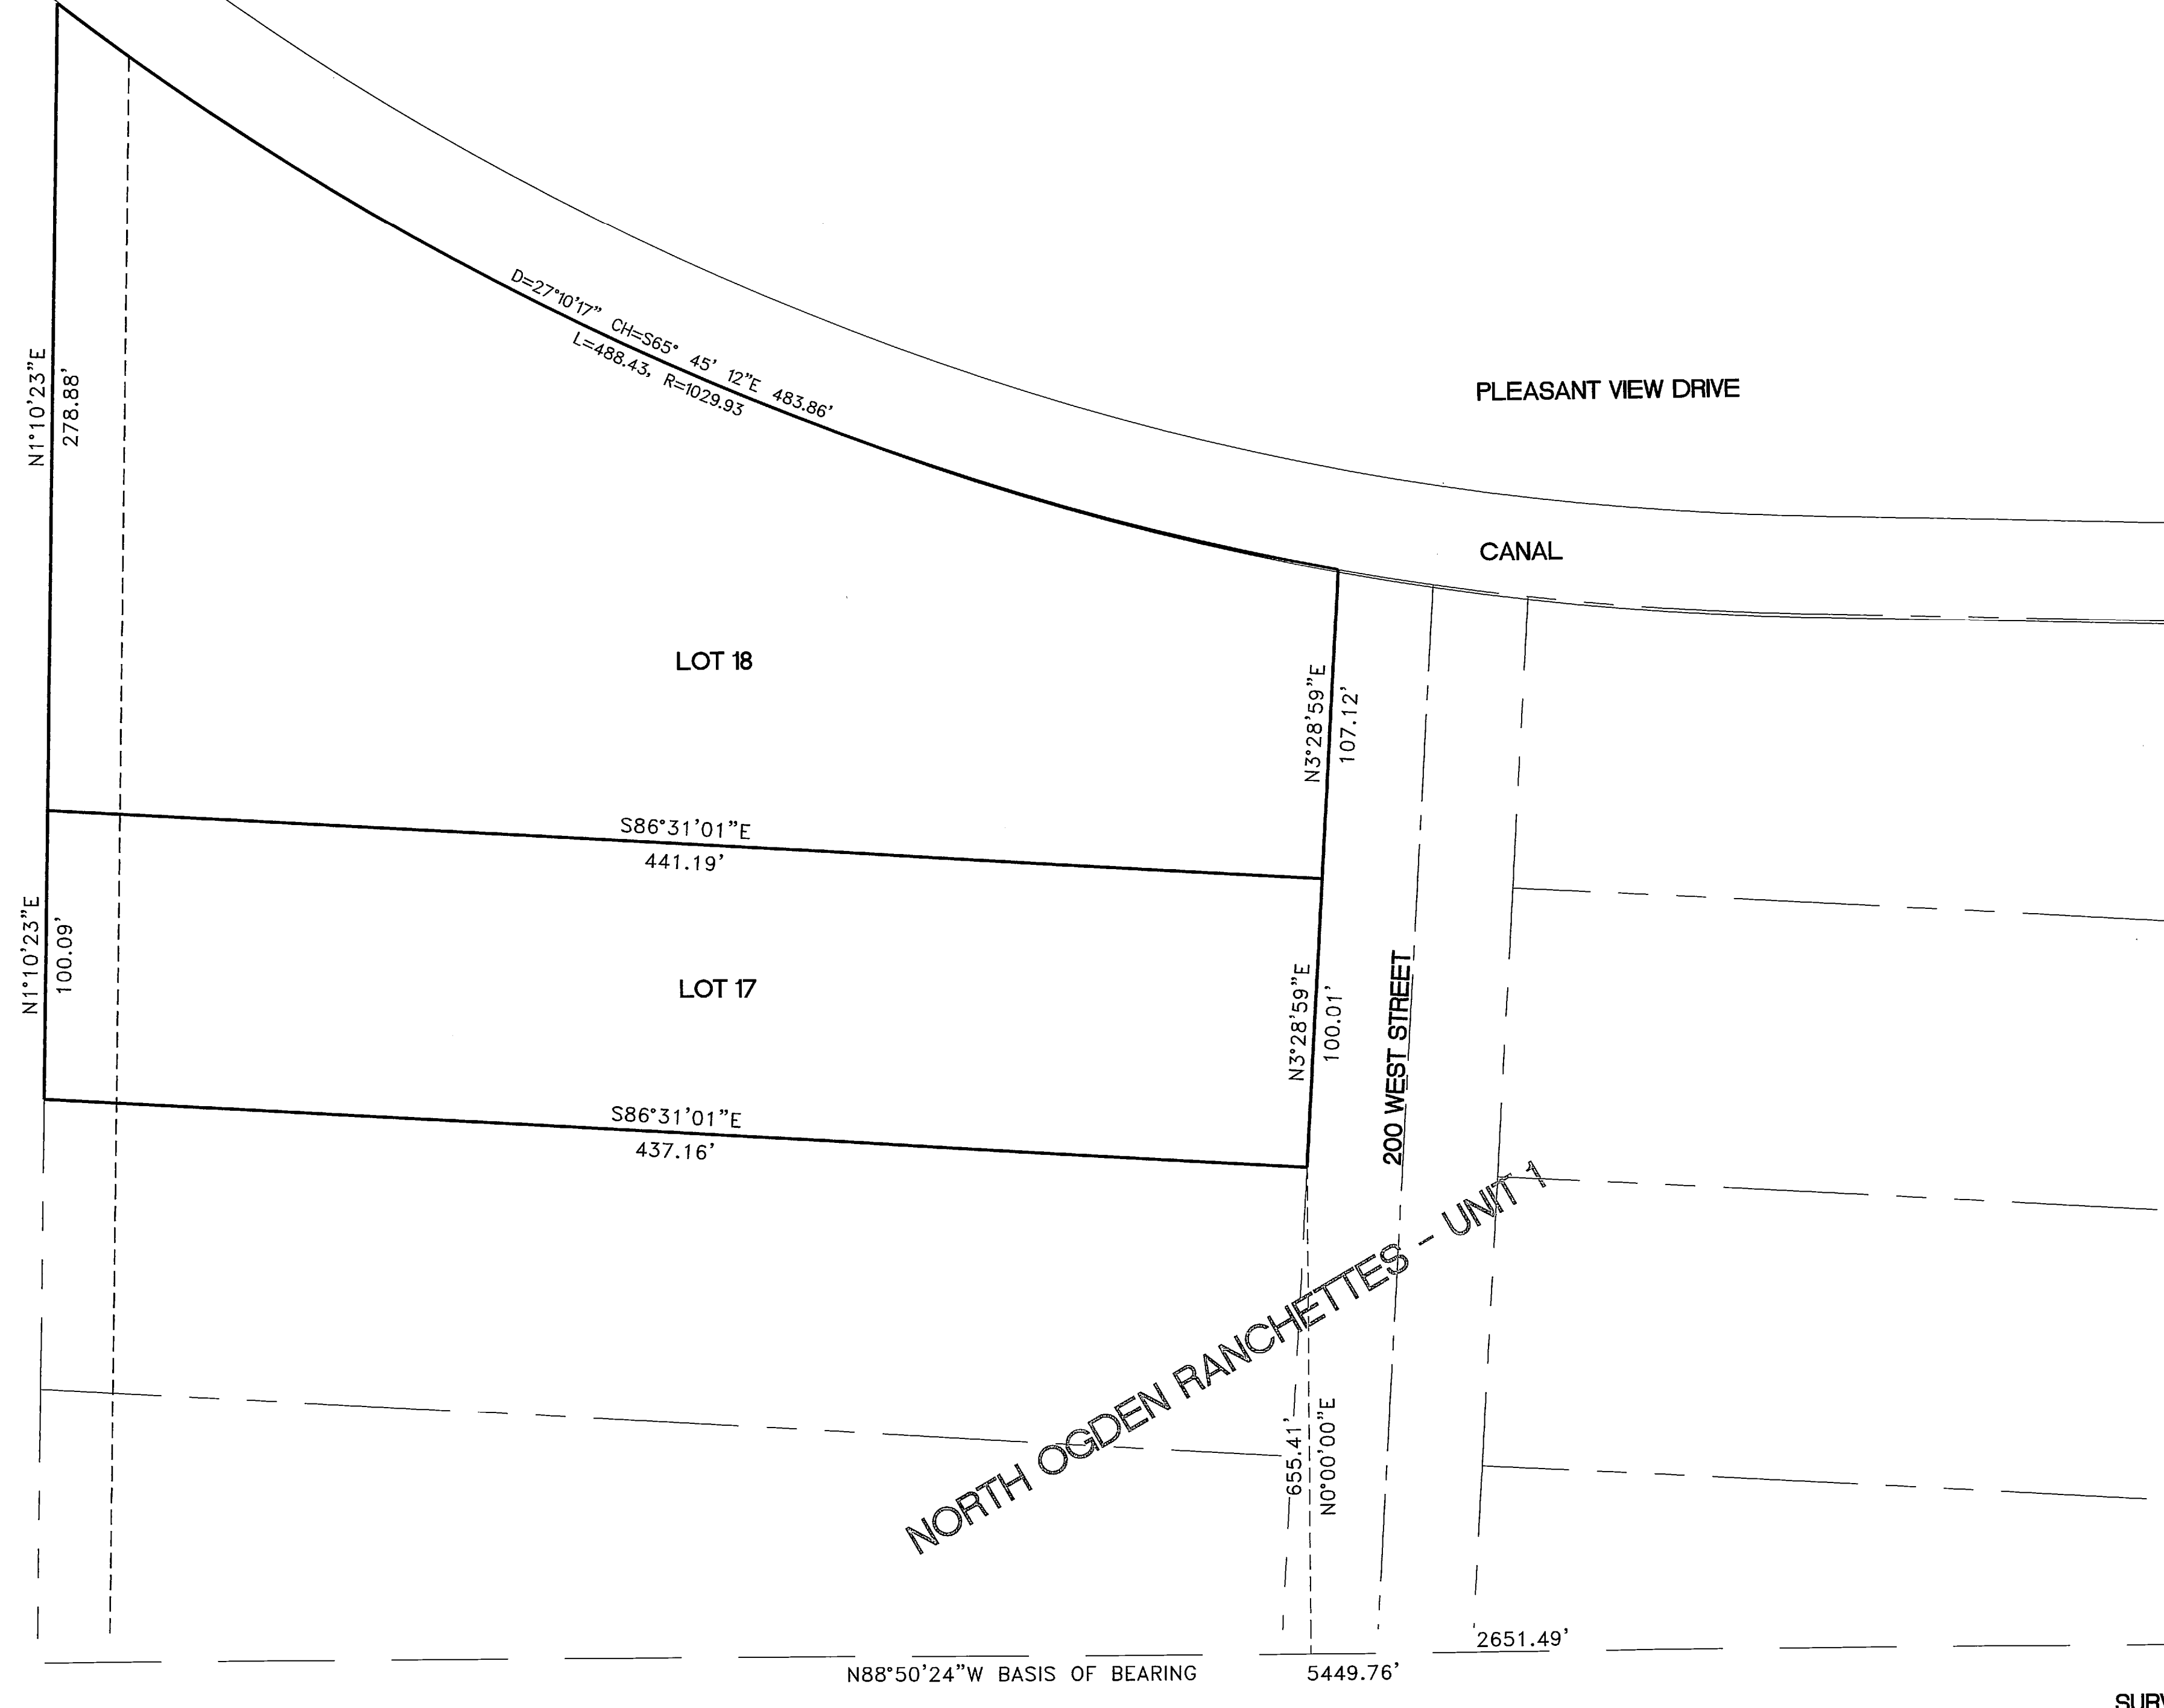 D=27°10'17" CH=S65° 45' 12"E 483.86'
L=488.43, R=1029.93
N1°10'23"E
278.88'
PLEASANT VIEW DRIVE
CANAL
LOT 18
N3°28'59"E
107.12'
S86°31'01"E
441.19'
N1°10'23"E
100.09'
LOT 17
N3°28'59"E
100.01'
200 WEST STREET
S86°31'01"E
437.16'
NORTH OGDEN RANCHETTES - UNIT 1
655.41'
N0°00'00"E
2651.49'
N88°50'24"W BASIS OF BEARING
5449.76'